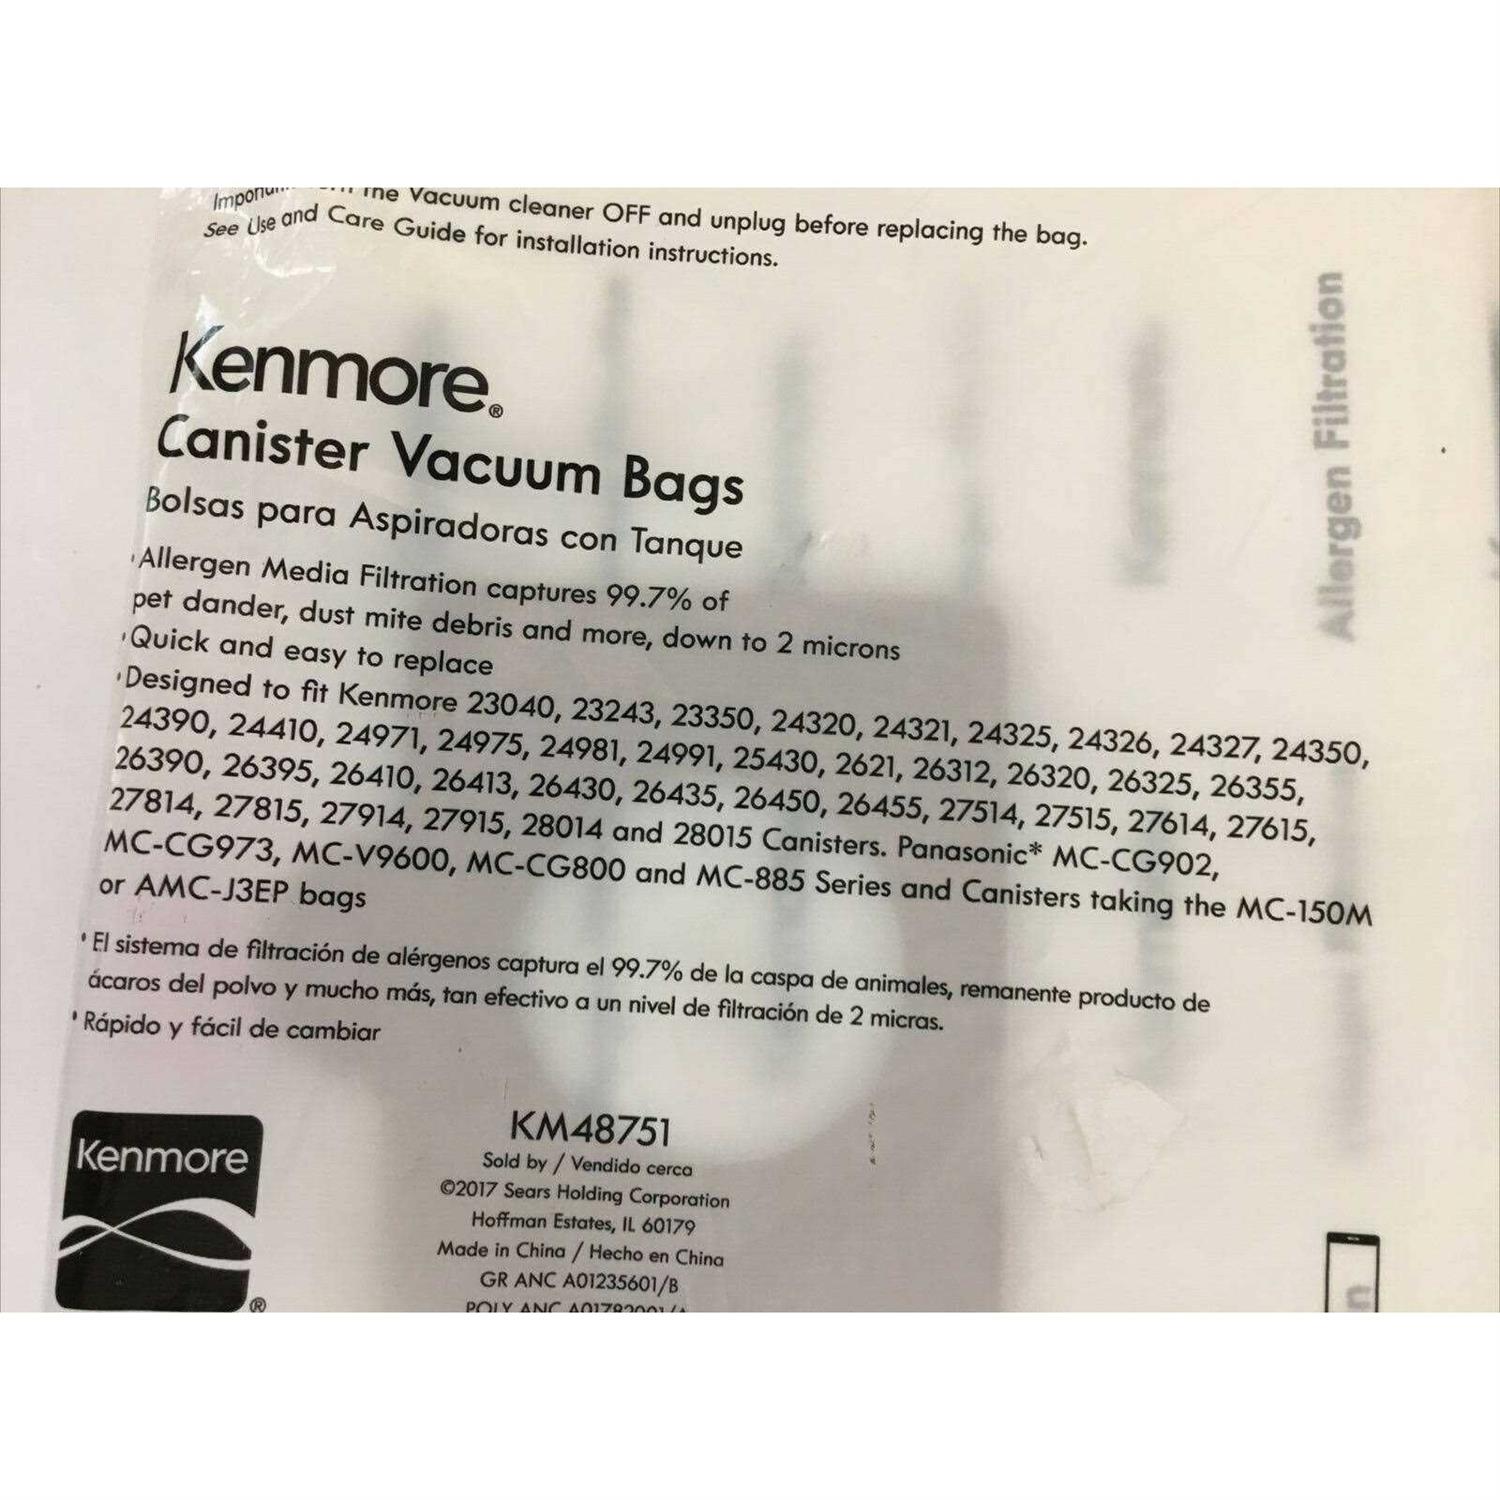 the Vacuum cleaner OFF and unplug before replacing the bag.
See Use and Care Guide for installation instructions.
Kenmore®
Canister Vacuum Bags
Bolsas para Aspiradoras con Tanque
•Allergen Media Filtration captures 99.7% of
pet dander, dust mite debris and more, down to 2 microns
•Quick and easy to replace
•Designed to fit Kenmore 23040, 23243, 23350, 24320, 24321, 24325, 24326, 24327, 24350,
24390, 24410, 24971, 24975, 24981, 24991, 25430, 2621, 26312, 26320, 26325, 26355,
26390, 26395, 26410, 26413, 26430, 26435, 26450, 26455, 27514, 27515, 27614, 27615,
27814, 27815, 27914, 27915, 28014 and 28015 Canisters. Panasonic* MC-CG902,
MC-CG973, MC-V9600, MC-CG800 and MC-885 Series and Canisters taking the MC-150M
or AMC-J3EP bags
• El sistema de filtración de alérgenos captura el 99.7% de la caspa de animales, remanente producto de
ácaros del polvo y mucho más, tan efectivo a un nivel de filtración de 2 micras.
• Rápido y fácil de cambiar
Kenmore
®
KM48751
Sold by / Vendido cerca
©2017 Sears Holding Corporation
Hoffman Estates, IL 60179
Made in China / Hecho en China
GR ANC A01235601/B
POLY ANC
Allergen Filtration